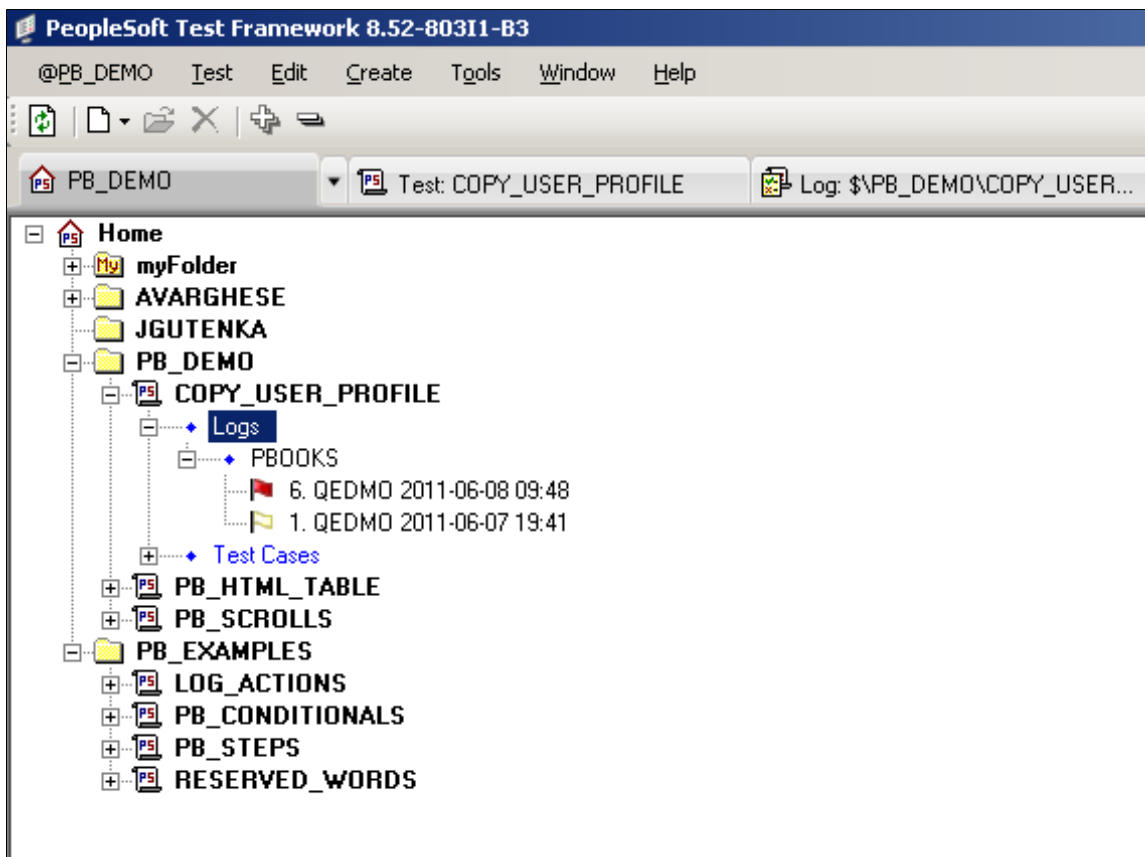 PeopleSoft Test Framework 8.52-803I1-B3
@PB_DEMO Test Edit Create Tools Window Help
PB_DEMO Test: COPY_USER_PROFILE Log: $\PB_DEMO\COPY_USER...
Home
myFolder
AVARGHESE
JGUTENKA
PB_DEMO
COPY_USER_PROFILE
Logs
PBOOKS
6. QEDMO 2011-06-08 09:48
1. QEDMO 2011-06-07 19:41
Test Cases
PB_HTML_TABLE
PB_SCROLLS
PB_EXAMPLES
LOG_ACTIONS
PB_CONDITIONALS
PB_STEPS
RESERVED_WORDS